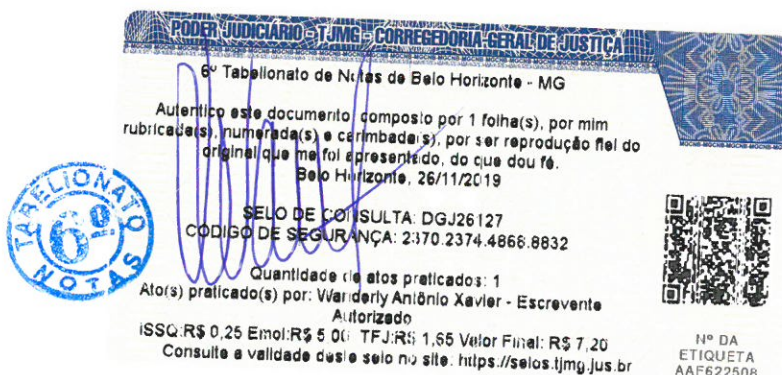 PODER JUDICIÁRIO - TJMG - CORREGEDORIA-GERAL DE JUSTIÇA
6º Tabelionato de Notas de Belo Horizonte - MG
Autentico este documento, composto por 1 folha(s), por mim
rubricada(s), numerada(s) e carimbada(s), por ser reprodução fiel do
original que me foi apresentado, do que dou fé.
Belo Horizonte, 26/11/2019
SELO DE CONSULTA: DGJ26127
CÓDIGO DE SEGURANÇA: 2370.2374.4866.8832
Quantidade de atos praticados: 1
Ato(s) praticado(s) por: Wanderly Antônio Xavier - Escrevente
Autorizado
ISSQ:R$ 0,25 Emol:R$ 5,00 TFJ:R$ 1,65 Valor Final: R$ 7,20
Consulte a validade deste selo no site: https://selos.tjmg.jus.br
TABELIONATO
6º
NOTAS
Nº DA
ETIQUETA
AAF622508